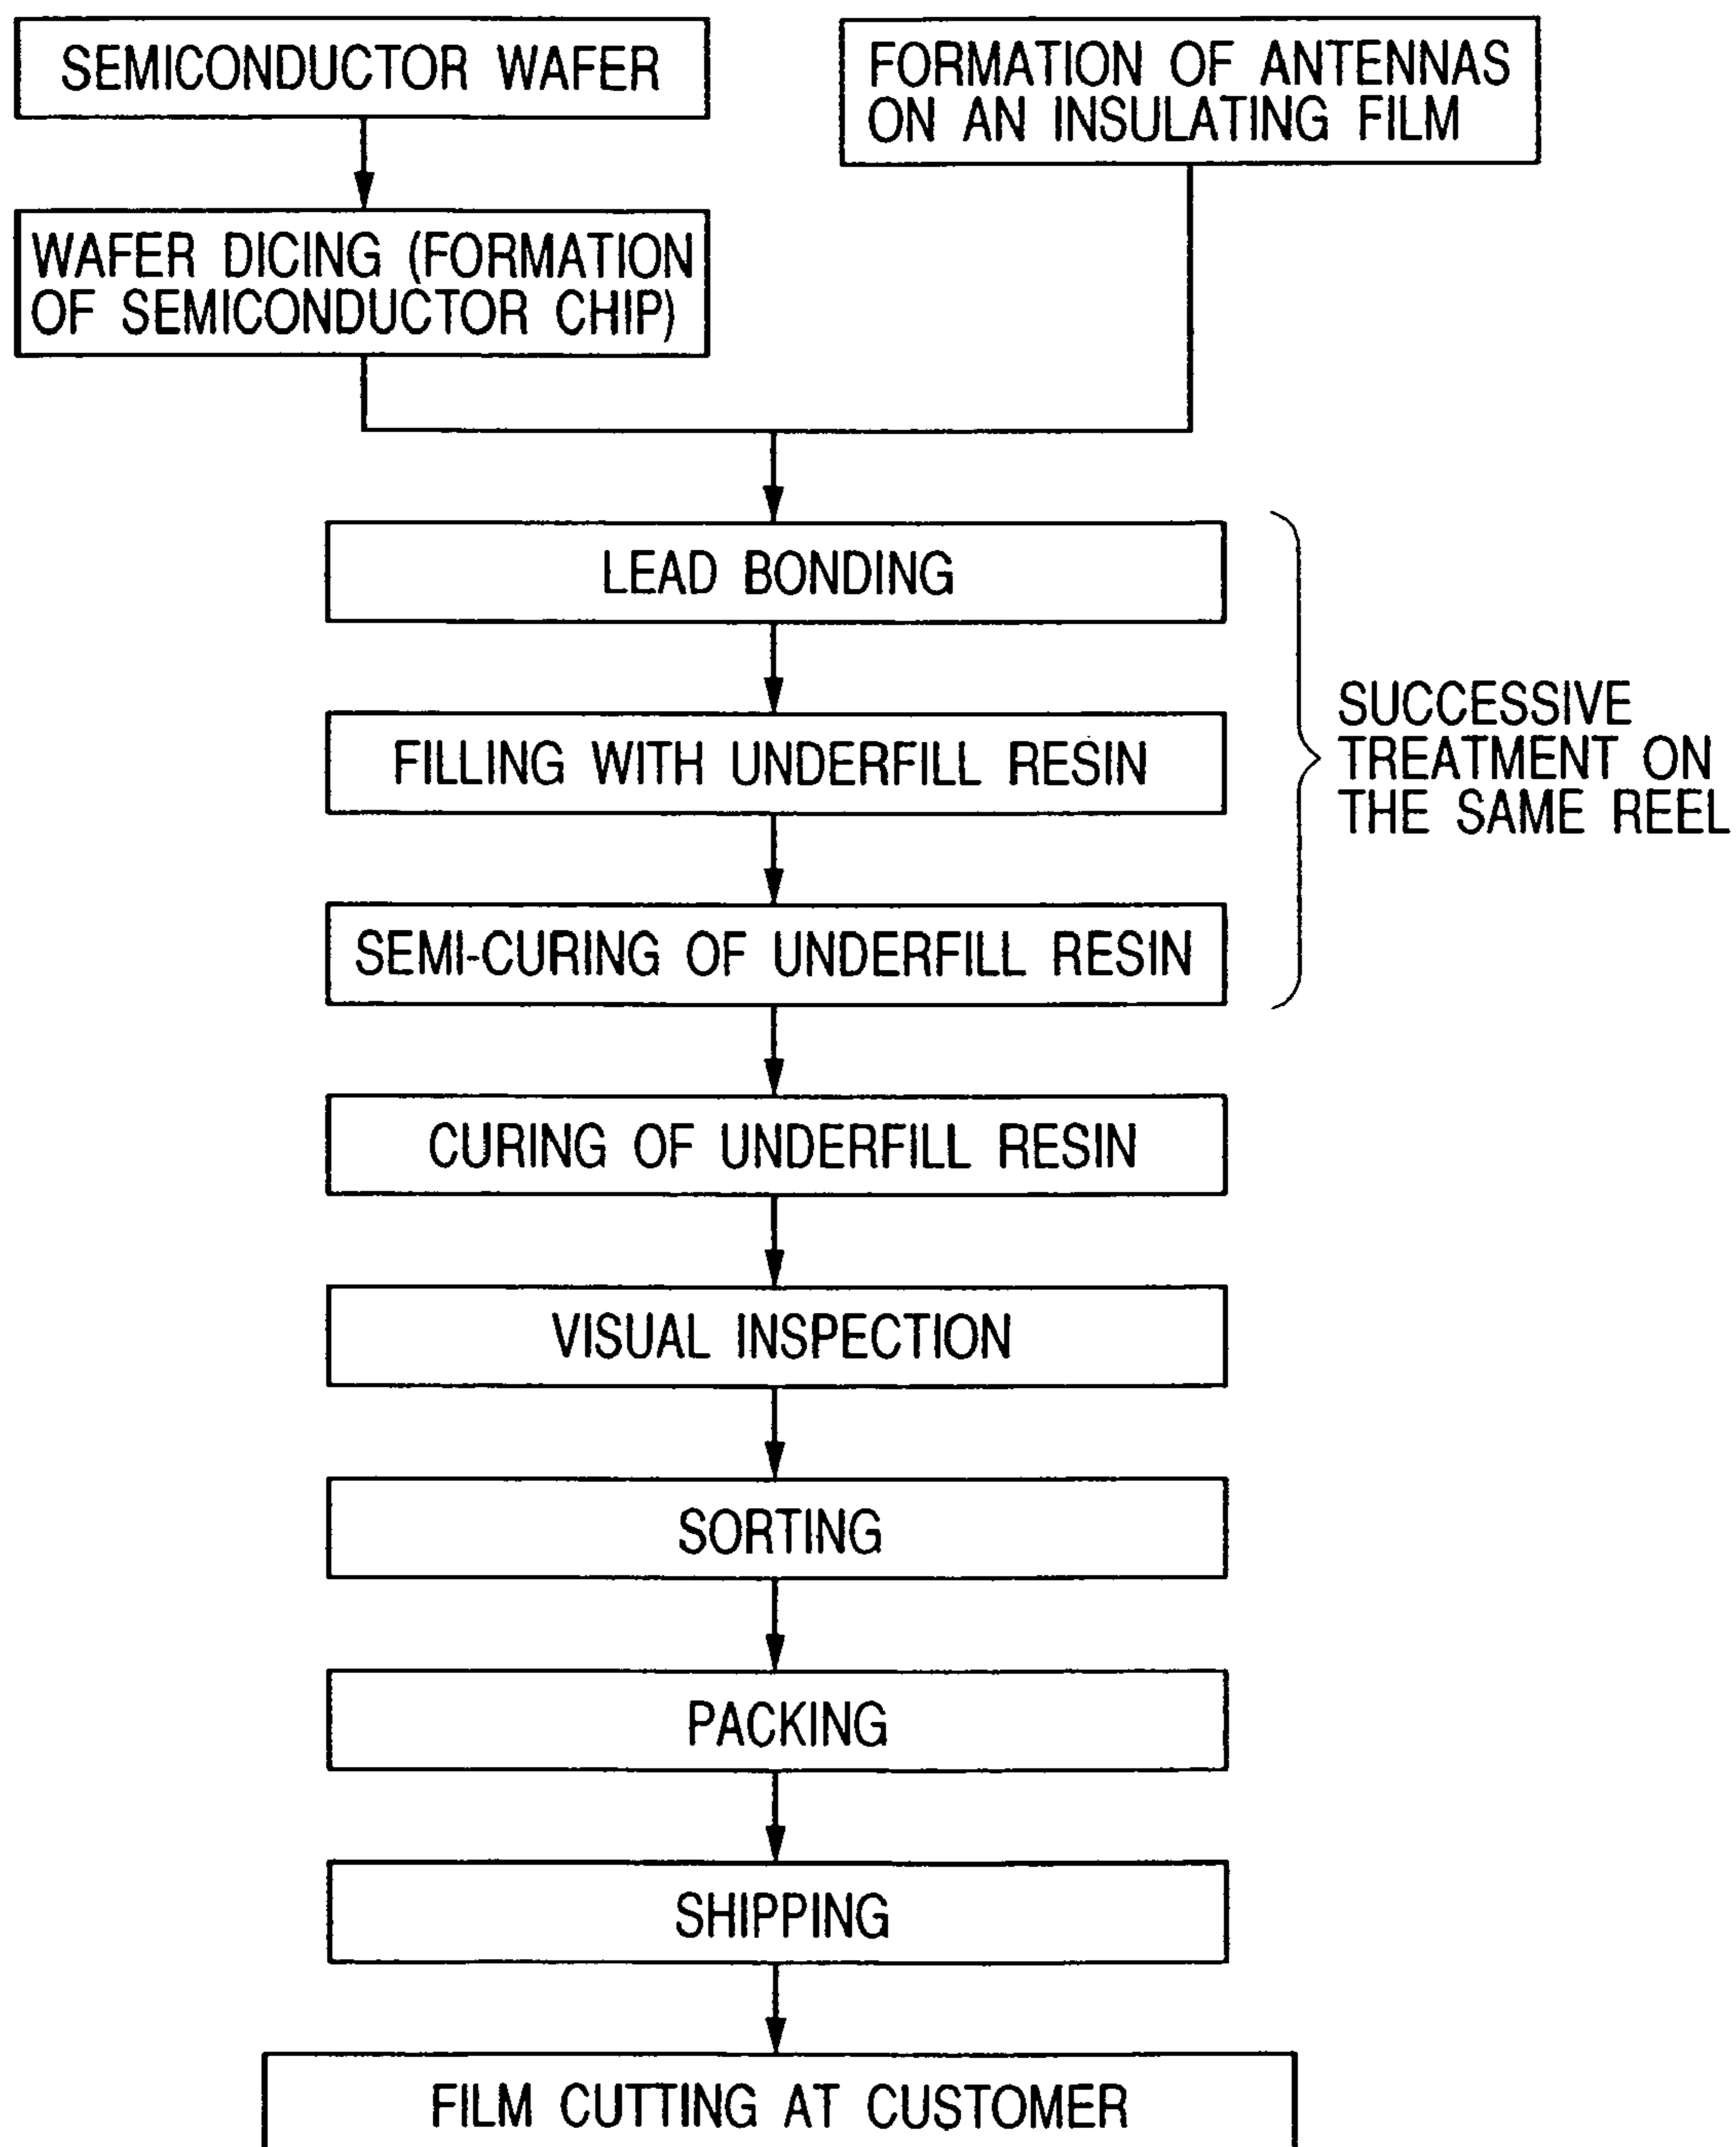 SEMICONDUCTOR WAFER
FORMATION OF ANTENNAS
ON AN INSULATING FILM
WAFER DICING (FORMATION
OF SEMICONDUCTOR CHIP)
LEAD BONDING
FILLING WITH UNDERFILL RESIN
SEMI-CURING OF UNDERFILL RESIN
SUCCESSIVE
TREATMENT ON
THE SAME REEL
CURING OF UNDERFILL RESIN
VISUAL INSPECTION
SORTING
PACKING
SHIPPING
FILM CUTTING AT CUSTOMER